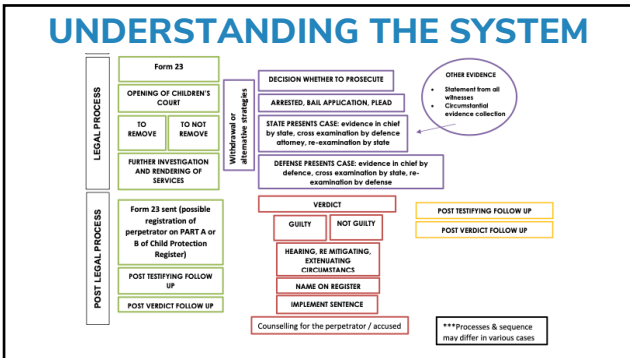 UNDERSTANDING THE SYSTEM
LEGAL PROCESS
Form 23
OPENING OF CHILDREN'S
COURT
TO
REMOVE
TO NOT
REMOVE
FURTHER INVESTIGATION
AND RENDERING OF
SERVICES
Withdrawal or
alternative strategies
DECISION WHETHER TO PROSECUTE
ARRESTED, BAIL APPLICATION, PLEAD
STATE PRESENTS CASE: evidence in chief
by state, cross examination by defence
attorney, re-examination by state
DEFENSE PRESENTS CASE: evidence in chief by
defence, cross examination by state, re-
examination by defense
OTHER EVIDENCE
• Statement from all
witnesses
• Circumstantial
evidence collection
POST LEGAL PROCESS
Form 23 sent (possible
registration of
perpetrator on PART A or
B of Child Protection
Register)
POST TESTIFYING FOLLOW
UP
POST VERDICT FOLLOW UP
VERDICT
GUILTY
NOT GUILTY
HEARING, RE MITIGATING,
EXTENUATING
CIRCUMSTANCS
NAME ON REGISTER
IMPLEMENT SENTENCE
Counselling for the perpetrator / accused
POST TESTIFYING FOLLOW UP
POST VERDICT FOLLOW UP
***Processes & sequence
may differ in various cases